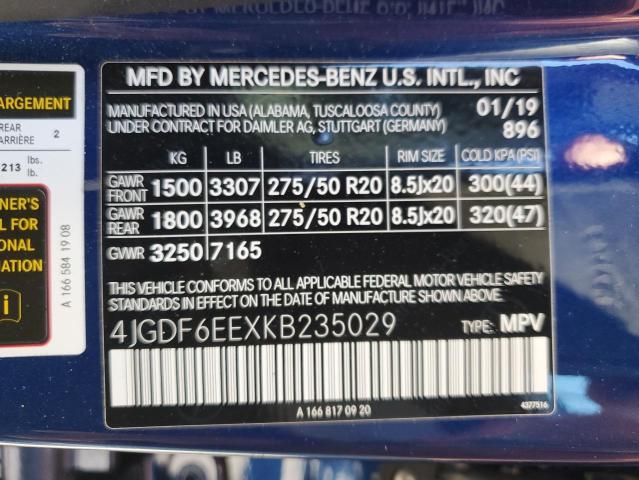 MFD BY MERCEDES-BENZ U.S. INTL., INC
MANUFACTURED IN USA (ALABAMA, TUSCALOOSA COUNTY) 01/19
UNDER CONTRACT FOR DAIMLER AG, STUTTGART (GERMANY) 896
KG LB TIRES RIM SIZE COLD KPA (PSI)
GAWR FRONT 1500 3307 275/50 R20 8.5Jx20 300(44)
GAWR REAR 1800 3968 275/50 R20 8.5Jx20 320(47)
GVWR 3250 7165
THIS VEHICLE CONFORMS TO ALL APPLICABLE FEDERAL MOTOR VEHICLE SAFETY
STANDARDS IN EFFECT ON THE DATE OF MANUFACTURE SHOWN ABOVE.
4JGDF6EEXKB235029 TYPE: MPV
A 166 817 09 20
4377516
ARGEMENT
REAR 2
ARRIÈRE
213 lbs.
lb.
NER'S
L FOR
ONAL
MATION
i
A 166 584 19 08